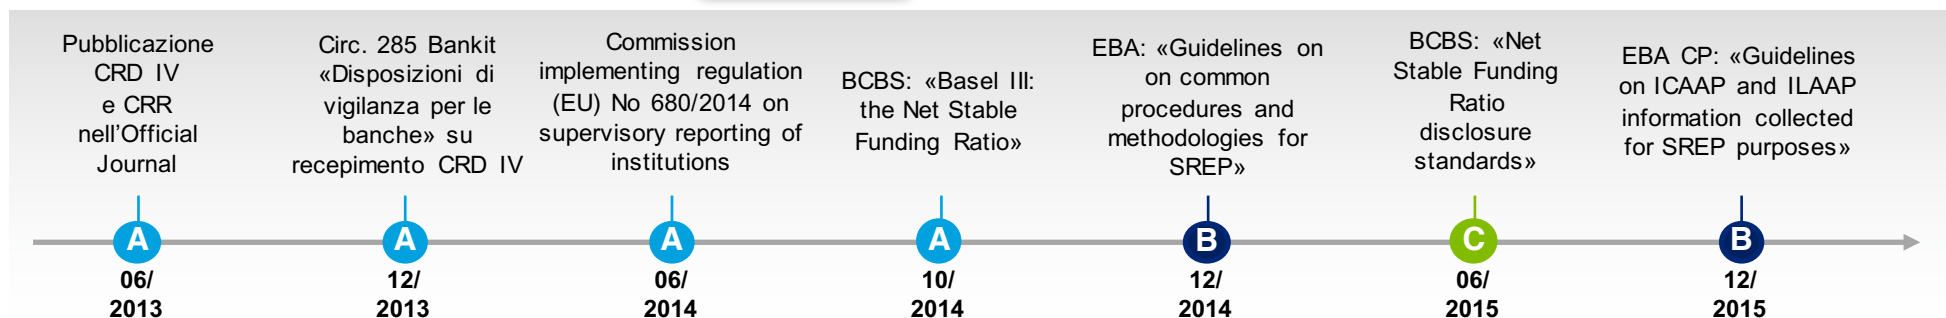 Pubblicazione
CRD IV
e CRR
nell'Official
Journal
A
06/
2013
Circ. 285 Bankit
«Disposizioni di
vigilanza per le
banche» su
recepimento CRD IV
A
12/
2013
Commission
implementing regulation
(EU) No 680/2014 on
supervisory reporting of
institutions
A
06/
2014
BCBS: «Basel III:
the Net Stable
Funding Ratio»
A
10/
2014
EBA: «Guidelines on
on common
procedures and
methodologies for
SREP»
B
12/
2014
BCBS: «Net
Stable Funding
Ratio
disclosure
standards»
C
06/
2015
EBA CP: «Guidelines
on ICAAP and ILAAP
information collected
for SREP purposes»
B
12/
2015